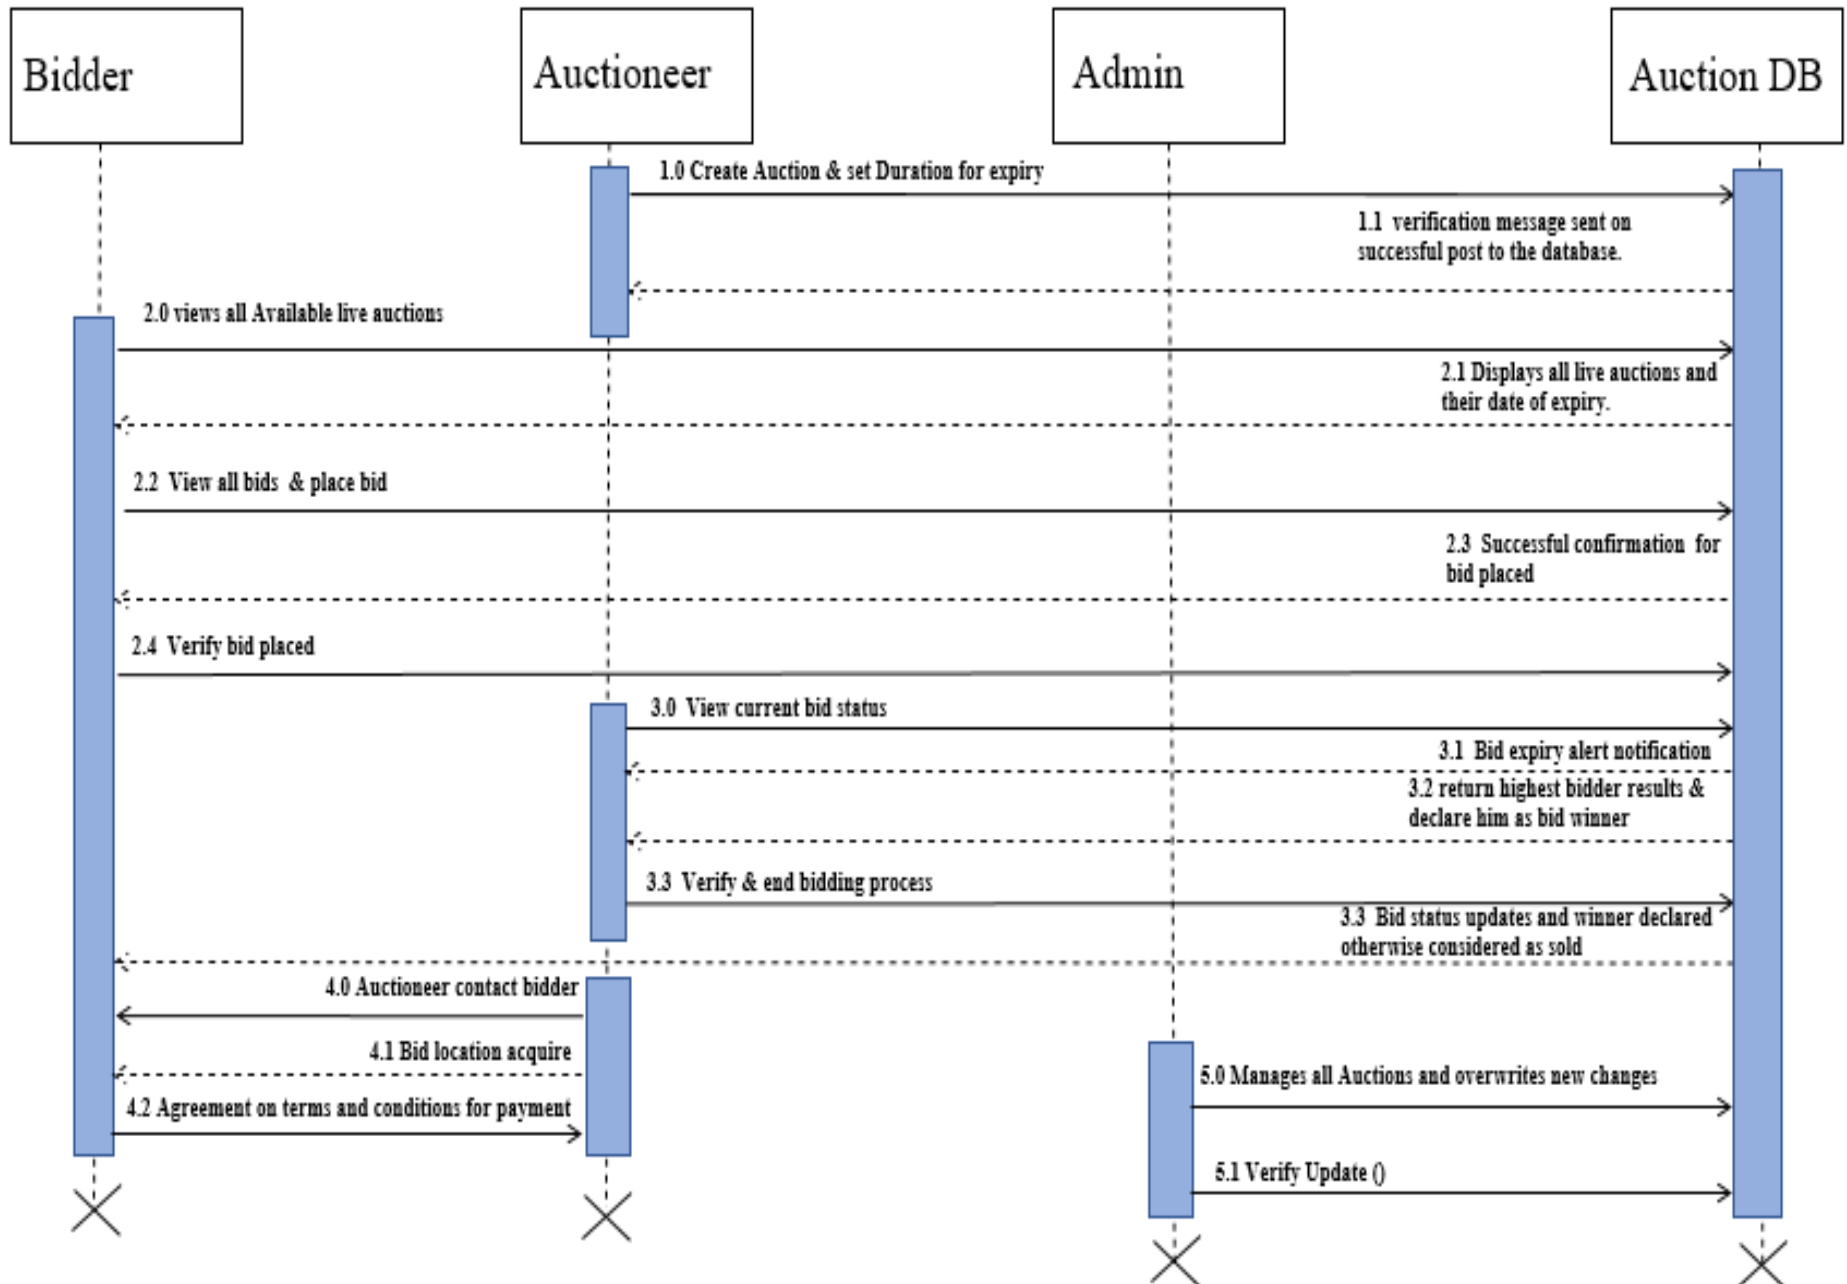 Bidder
Auctioneer
Admin
Auction DB
1.0 Create Auction & set Duration for expiry
1.1 verification message sent on
successful post to the database.
2.0 views all Available live auctions
2.1 Displays all live auctions and
their date of expiry.
2.2 View all bids & place bid
2.3 Successful confirmation for
bid placed
2.4 Verify bid placed
3.0 View current bid status
3.1 Bid expiry alert notification
3.2 return highest bidder results &
declare him as bid winner
3.3 Verify & end bidding process
3.3 Bid status updates and winner declared
otherwise considered as sold
4.0 Auctioneer contact bidder
4.1 Bid location acquire
5.0 Manages all Auctions and overwrites new changes
4.2 Agreement on terms and conditions for payment
5.1 Verify Update ()